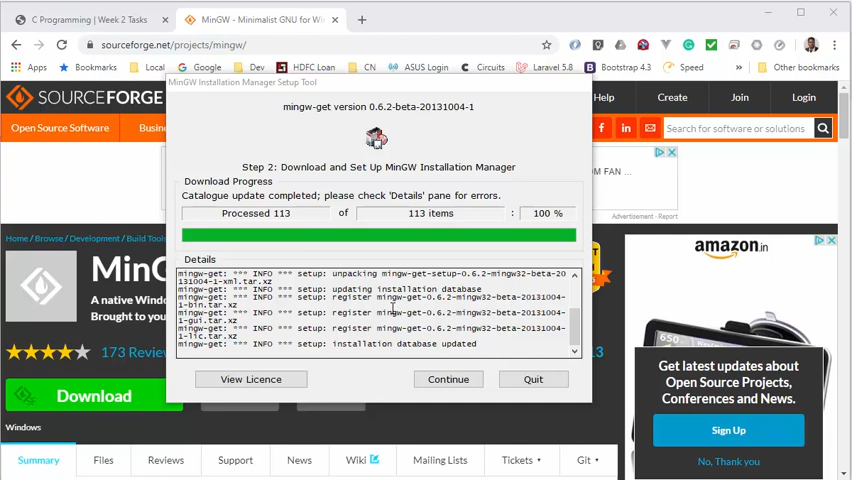 C Programming | Week 2 Tasks
MinGW - Minimalist GNU for Wi
sourceforge.net/projects/mingw/
Apps
Bookmarks
Local
Google
Dev
HDFC Loan
CN
ASUS Login
Circuits
Laravel 5.8
Bootstrap4
Speed
Other bookmarks
MinGW Installation Manager Setup Tool
SOURCEFORGE
Help
Create
Join
Login
mingw-get version 0.6.2-beta-20131004-1
Open Source Software
Busin
Search for software or solutions
Step 2: Download and Set Up MinGW Installation Manager
Download Progress
Catalogue update completed; please check 'Details' pane for errors.
Processed 113
of
113 items
:
100 %
OM FAN ...
OF ...
Advertisement - Report
Home / Browse / Development / Build Tools
Details
mingw-get: *** INFO *** setup: unpacking mingw-get-setup-0.6.2-mingw32-beta-20
131004-1-xml.tar.xz
mingw-get: *** INFO *** setup: updating installation database
mingw-get: *** INFO *** setup: register mingw-get-0.6.2-mingw32-beta-20131004-
1-bin.tar.xz
mingw-get: *** INFO *** setup: register mingw-get-0.6.2-mingw32-beta-20131004-
1-gui.tar.xz
mingw-get: *** INFO *** setup: register mingw-get-0.6.2-mingw32-beta-20131004-
1-lic.tar.xz
mingw-get: *** INFO *** setup: installation database updated
View Licence
Continue
Quit
MinG
A native Windo
Brought to you
173 Review
Download
Windows
amazon.in
650
Get latest updates about
Open Source Projects,
Conferences and News.
Sign Up
No, Thank you
Summary
Files
Reviews
Support
News
Wiki
Mailing Lists
Tickets
Git